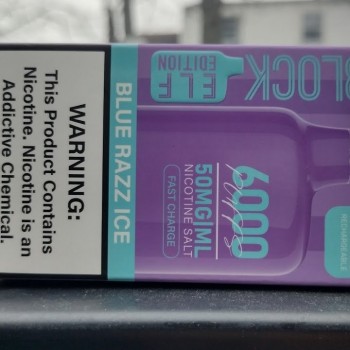 WARNING:
This Product Contains
Nicotine. Nicotine is an
Addictive Chemical.
BLUE RAZZ ICE
BLOCK
ELF
EDITION
6000
puffs
50MG/ML
NICOTINE SALT
FAST CHARGE
RECHARGEABLE